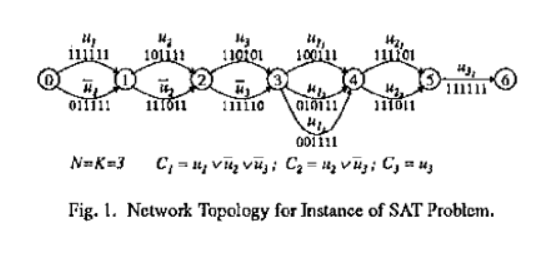 u₁ u₂ u₃ u₁₁ u₂₁
111111 101111 110101 100111 111101
u₃₁
0 1 2 3 4 5 6
111111
ū₁ ū₂ ū₃ u₁₂ u₂₂
011111 111011 111110 010111 111011
u₁₃
001111
N=K=3 C₁ = u₁ ∨ ū₂ ∨ ū₃ ; C₂ = u₂ ∨ ū₃ ; C₃ = u₃
Fig. 1. Network Topology for Instance of SAT Problem.